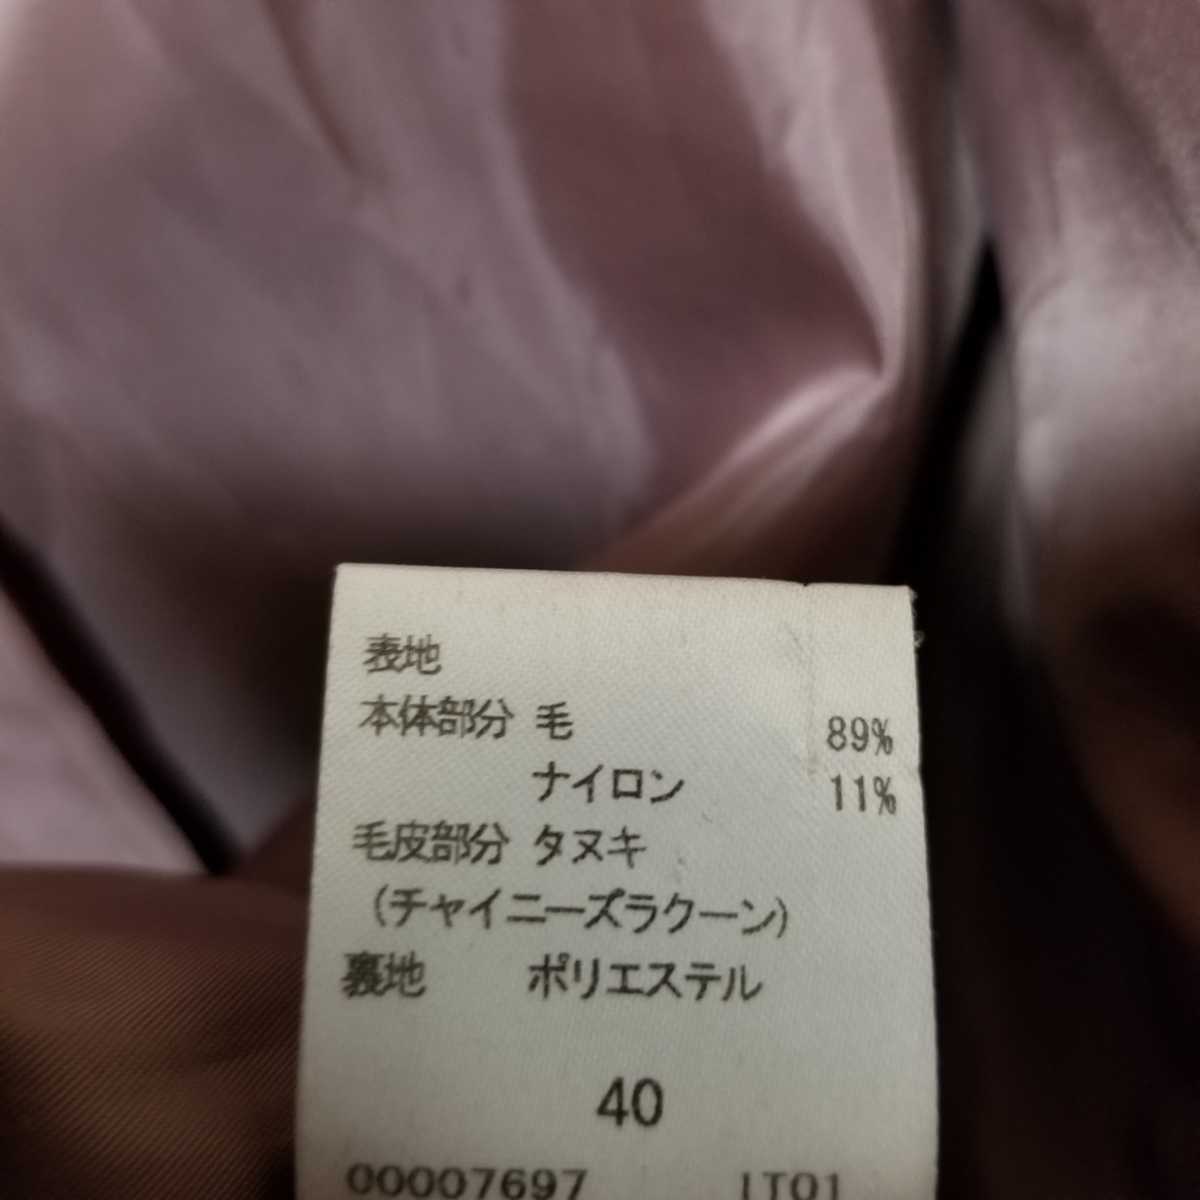 表地
本体部分 毛 89%
ナイロン 11%
毛皮部分 タヌキ
(チャイニーズラクーン)
裏地 ポリエステル
40
00007697 IT01